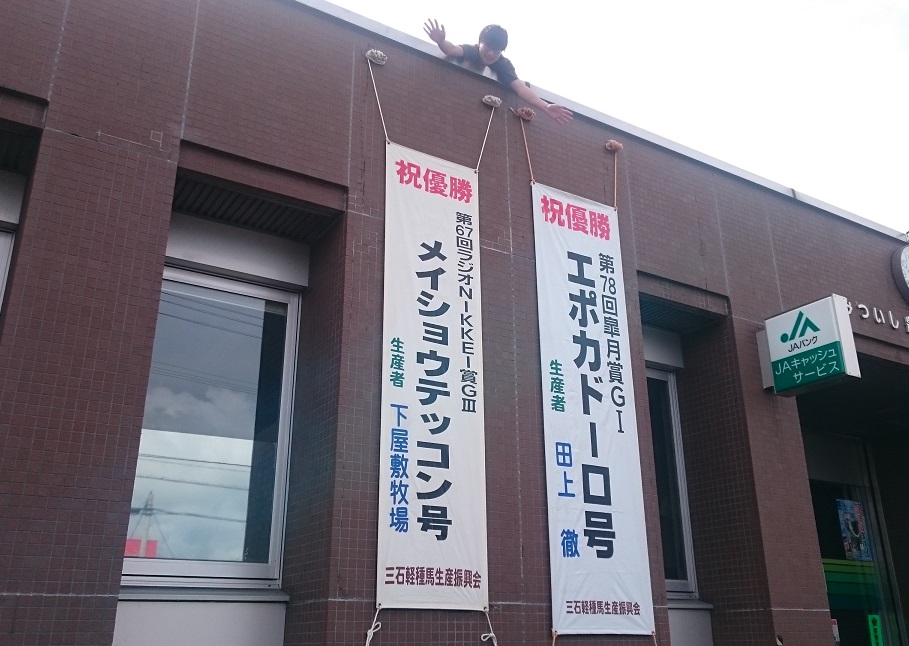 祝優勝
第67回ラジオNIKKEI賞GⅢ
メイショウテッコン号
生産者 下屋敷牧場
三石軽種馬生産振興会
祝優勝
第78回皐月賞GⅠ
エポカドーロ号
生産者 田上 徹
三石軽種馬生産振興会
JAバンク
JAキャッシュ
サービス
みついし